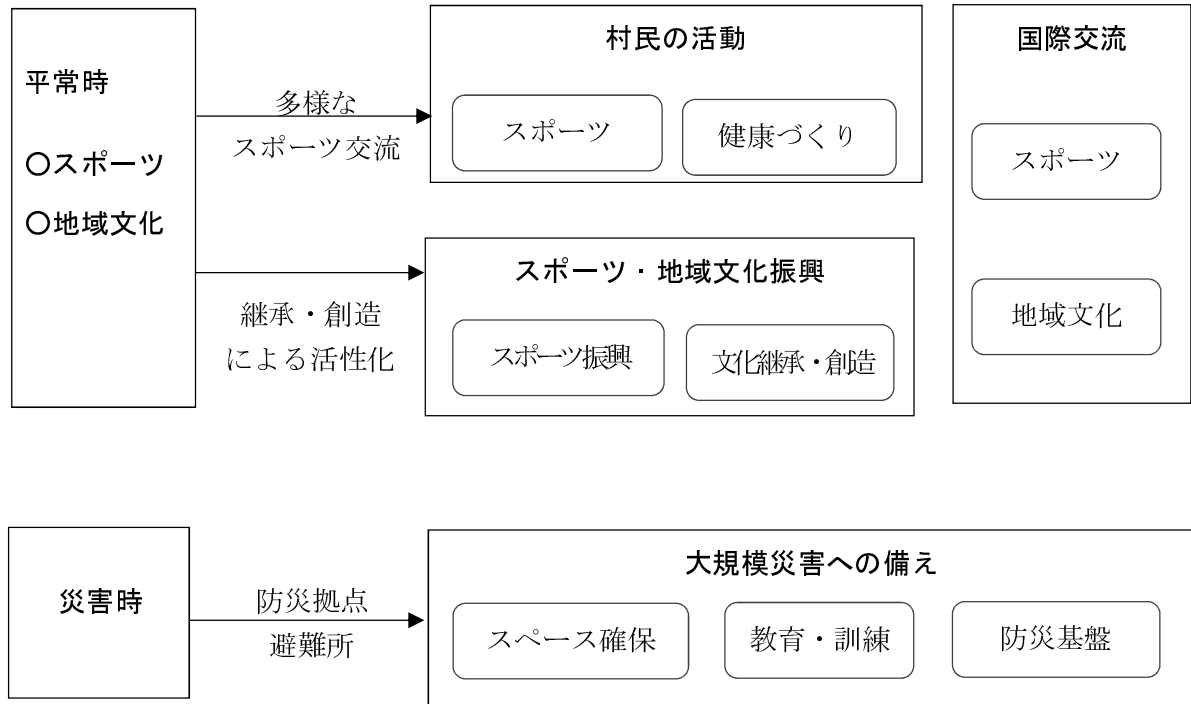 平常時
〇スポーツ
〇地域文化
多様な
スポーツ交流
継承・創造
による活性化
村民の活動
スポーツ
健康づくり
スポーツ・地域文化振興
スポーツ振興
文化継承・創造
国際交流
スポーツ
地域文化
災害時
防災拠点
避難所
大規模災害への備え
スペース確保
教育・訓練
防災基盤